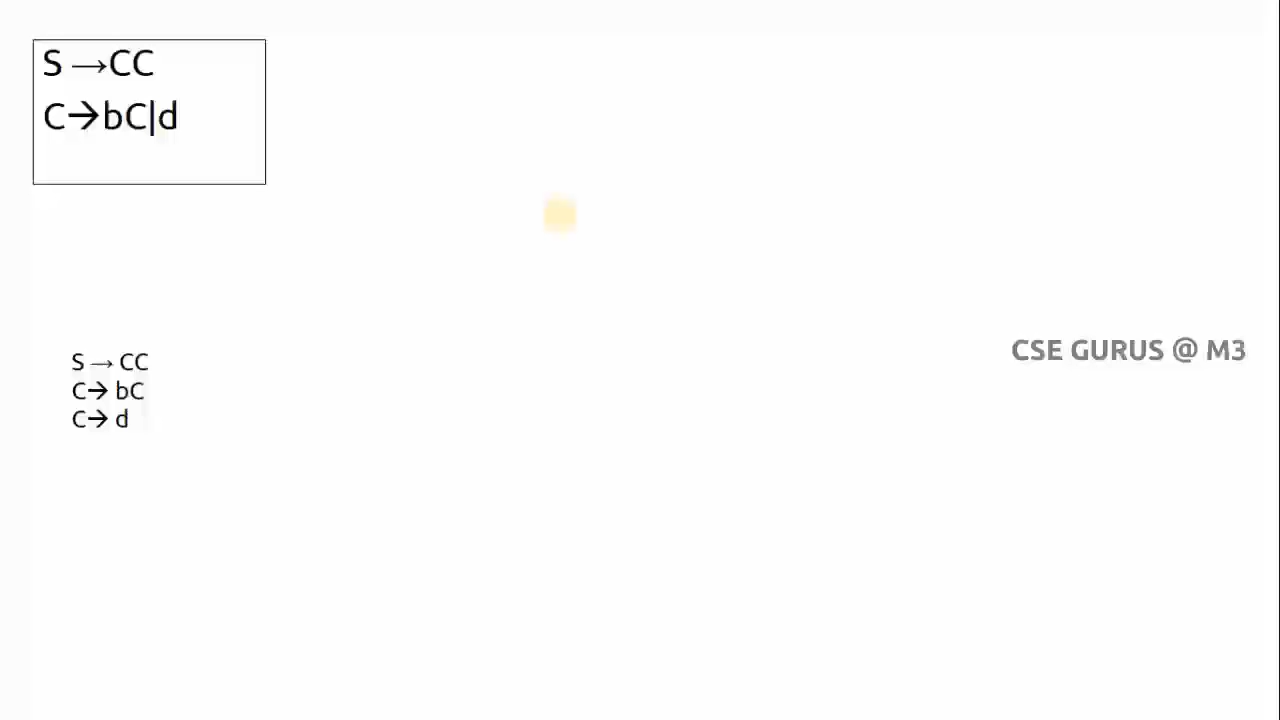 S →CC
C→bC|d
CSE GURUS @ M3
S → CC
C→ bC
C→ d